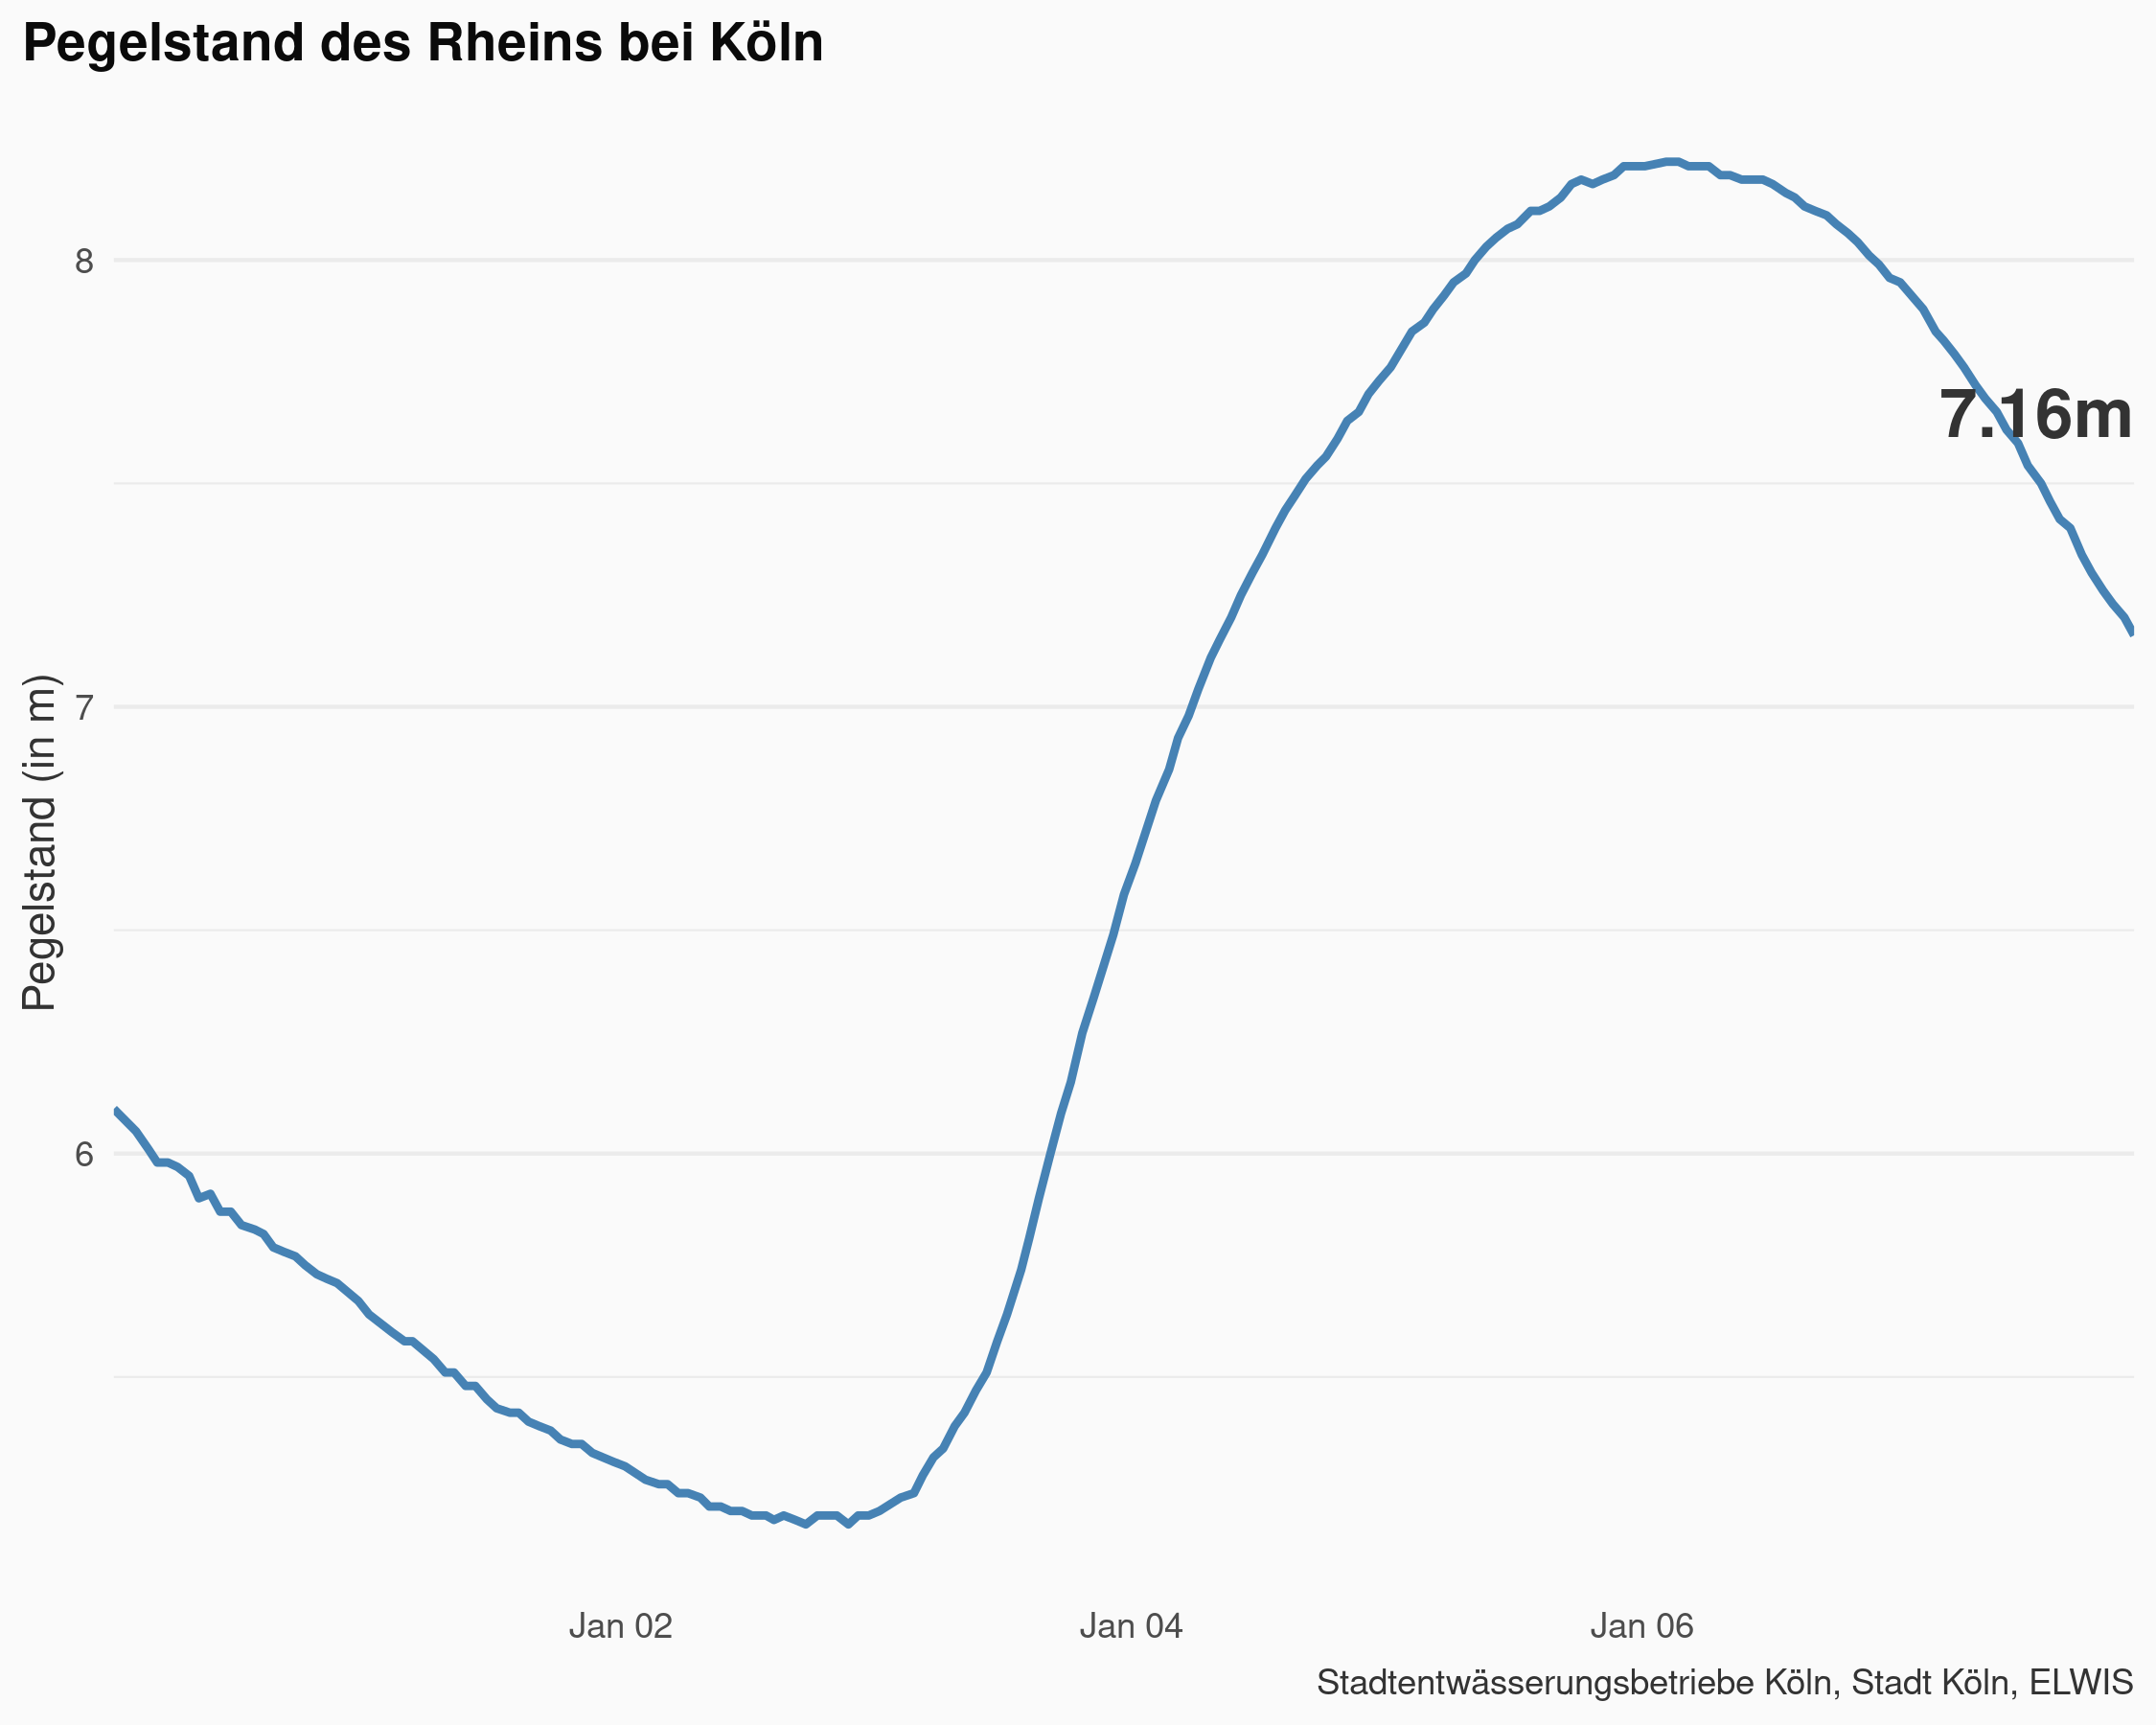 Pegelstand des Rheins bei Köln
8
7.16m
7
Pegelstand (in m)
6
Jan 02
Jan 04
Jan 06
Stadtentwässerungsbetriebe Köln, Stadt Köln, ELWIS